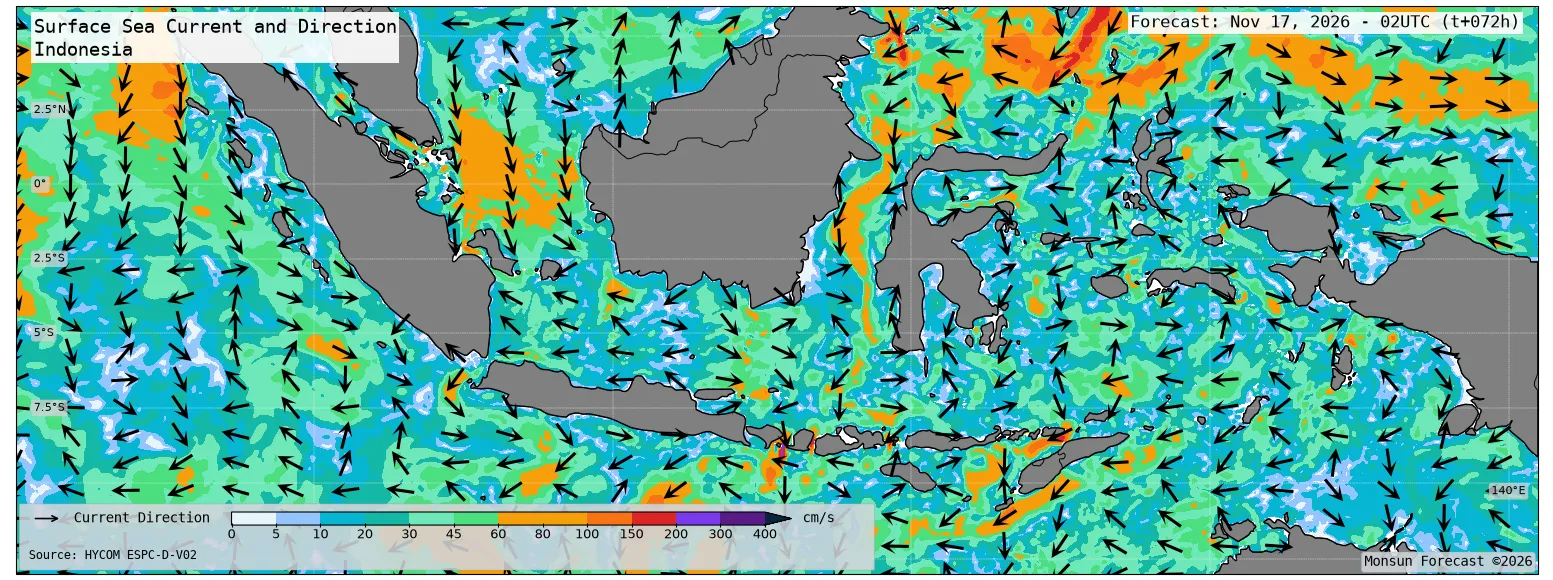 Surface Sea Current and Direction
Indonesia
Forecast: Nov 17, 2026 - 02UTC (t+072h)
2.5°N
0°
2.5°S
5°S
7.5°S
140°E
Current Direction
0 5 10 20 30 45 60 80 100 150 200 300 400
cm/s
Source: HYCOM ESPC-D-V02
Monsun Forecast ©2026